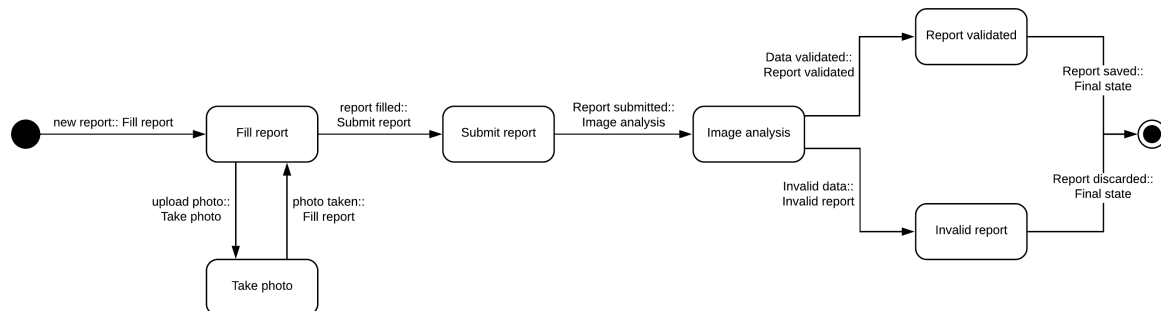 Report validated
Data validated::
Report validated
Report saved::
Final state
new report:: Fill report
Fill report
report filled::
Submit report
Submit report
Report submitted::
Image analysis
Image analysis
upload photo::
Take photo
photo taken::
Fill report
Invalid data::
Invalid report
Report discarded::
Final state
Invalid report
Take photo